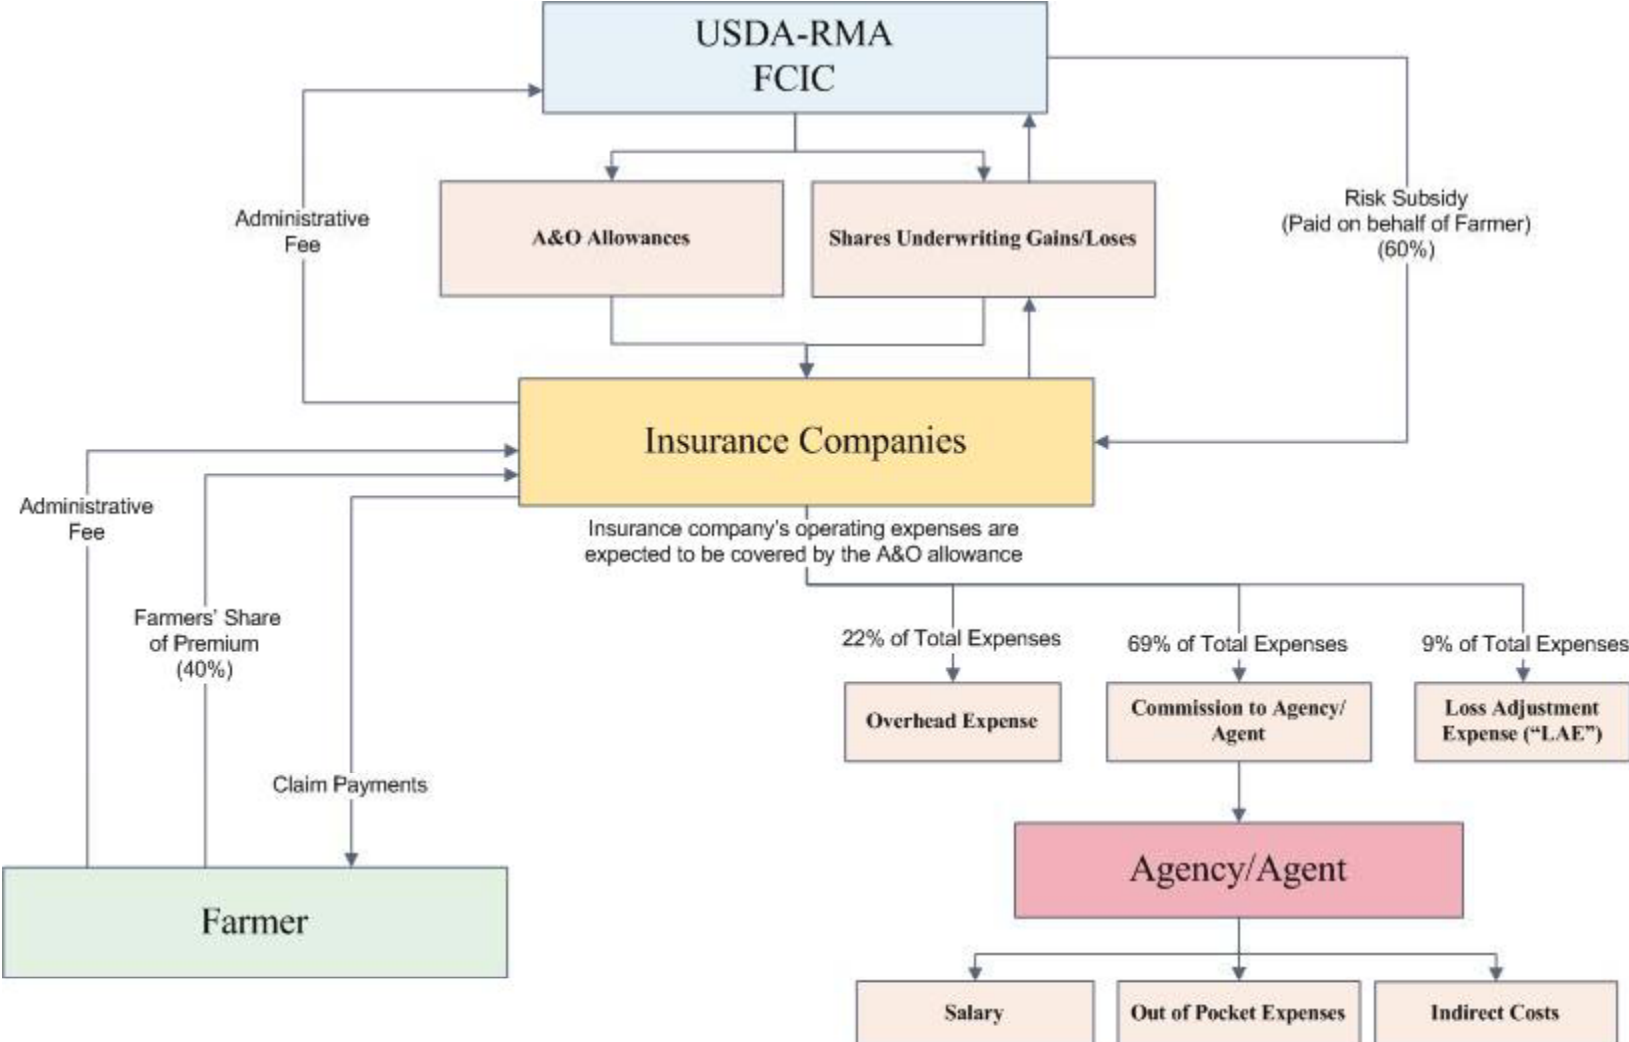 USDA-RMA
FCIC
Administrative
Fee
A&O Allowances
Shares Underwriting Gains/Loses
Risk Subsidy
(Paid on behalf of Farmer)
(60%)
Insurance Companies
Administrative
Fee
Insurance company's operating expenses are
expected to be covered by the A&O allowance
Farmers' Share
of Premium
(40%)
22% of Total Expenses
69% of Total Expenses
9% of Total Expenses
Overhead Expense
Commission to Agency/
Agent
Loss Adjustment
Expense (“LAE”)
Claim Payments
Agency/Agent
Farmer
Salary
Out of Pocket Expenses
Indirect Costs